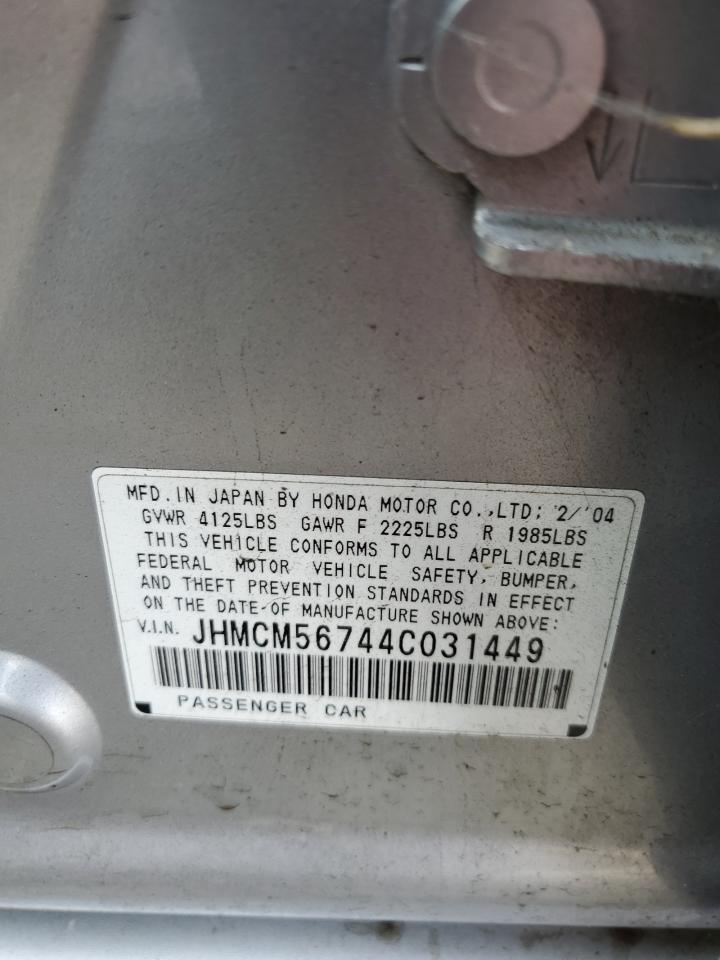 MFD. IN JAPAN BY HONDA MOTOR CO., LTD: 2/'04
GVWR 4125LBS GAWR F 2225LBS R 1985LBS
THIS VEHICLE CONFORMS TO ALL APPLICABLE
FEDERAL MOTOR VEHICLE SAFETY, BUMPER,
AND THEFT PREVENTION STANDARDS IN EFFECT
ON THE DATE OF MANUFACTURE SHOWN ABOVE:
V.I.N. JHMCM56744C031449
PASSENGER CAR